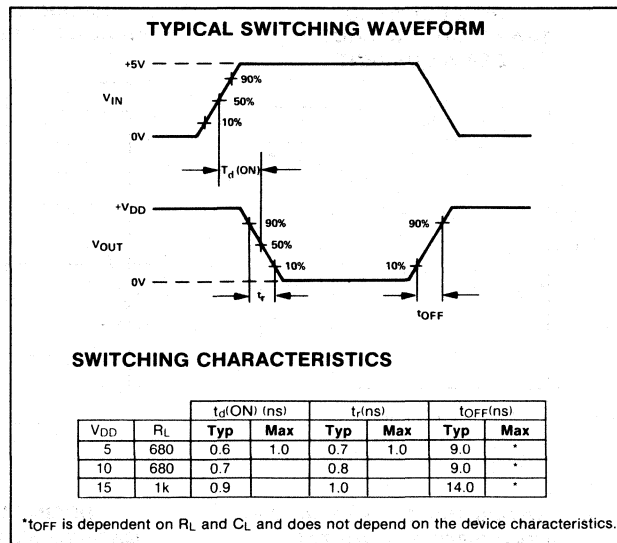 TYPICAL SWITCHING WAVEFORM
+5V
90%
VIN
50%
10%
0V
Td (ON)
+VDD
90%
90%
VOUT
50%
10%
10%
0V
tr
tOFF
SWITCHING CHARACTERISTICS
td(ON) (ns) tr(ns) tOFF(ns)
VDD RL Typ Max Typ Max Typ Max
5 680 0.6 1.0 0.7 1.0 9.0 *
10 680 0.7 0.8 9.0 *
15 1k 0.9 1.0 14.0 *
*tOFF is dependent on RL and CL and does not depend on the device characteristics.